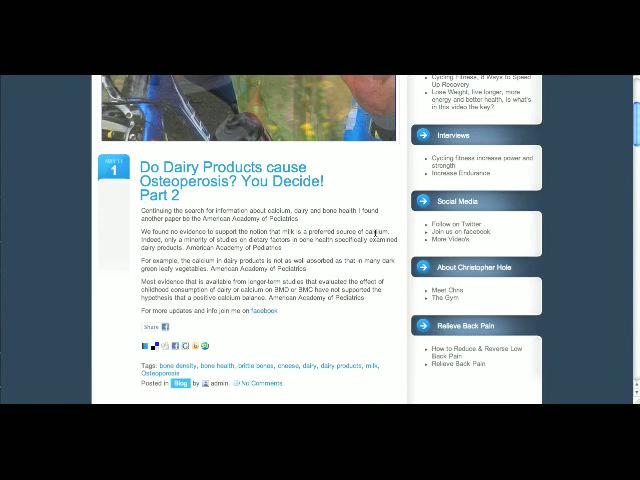 Cycling Fitness, 8 Ways to Speed
Up Recovery
Lose Weight, live longer, more
energy and better health, is what's
in this video the key?
Interviews
Cycling fitness increase power and
strength
Increase Endurance
Social Media
Follow on Twitter
Join us on facebook
More Video's
About Christopher Hole
Meet Chris
The Gym
Relieve Back Pain
How to Reduce & Reverse Low
Back Pain
Relieve Back Pain
1
Do Dairy Products cause
Osteoperosis? You Decide!
Part 2
Continuing the search for information about calcium, dairy and bone health I found
another paper by the American Academy of Pediatrics
We found no evidence to support the notion that milk is a preferred source of calcium.
Indeed, only a minority of studies on dietary factors in bone health specifically examined
dairy products. American Academy of Pediatrics
For example, the calcium in dairy products is not as well absorbed as that in many dark
green leafy vegetables. American Academy of Pediatrics
Most evidence that is available from longer-term studies that evaluated the effect of
childhood consumption of dairy or calcium on BMD or BMC have not supported the
hypothesis that a positive calcium balance. American Academy of Pediatrics
For more updates and info join me on facebook
Share
Tags: bone density, bone health, brittle bones, cheese, dairy, dairy products, milk,
Osteoporosis
Posted in Blog by admin. No Comments